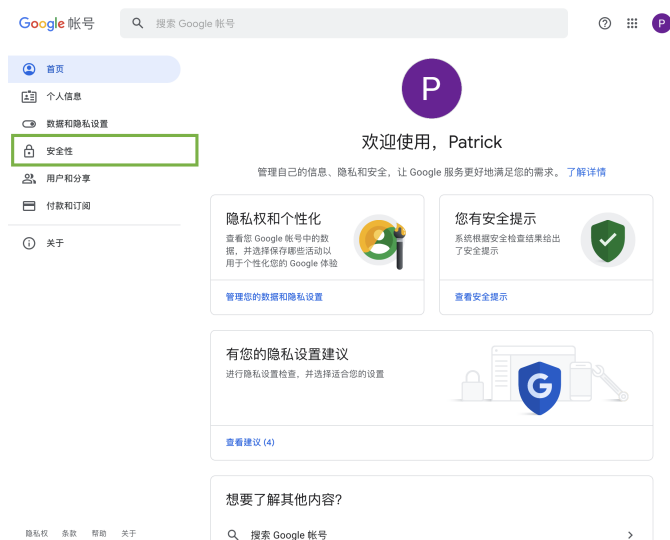 Google 帐号
搜索 Google 帐号
P
首页
个人信息
数据和隐私设置
安全性
用户和分享
付款和订阅
关于
P
欢迎使用，Patrick
管理自己的信息、隐私和安全，让 Google 服务更好地满足您的需求。 了解详情
隐私权和个性化
查看您 Google 帐号中的数
据，并选择保存哪些活动以
用于个性化您的 Google 体验
管理您的数据和隐私设置
您有安全提示
系统根据安全检查结果给出
了安全提示
查看安全提示
有您的隐私设置建议
进行隐私设置检查，并选择适合您的设置
G
查看建议 (4)
想要了解其他内容?
搜索 Google 帐号
隐私权 条款 帮助 关于